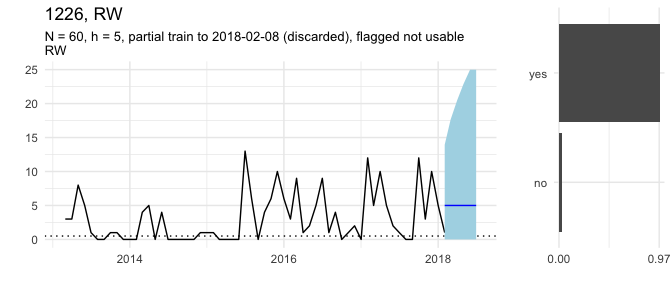 1226, RW
N = 60, h = 5, partial train to 2018-02-08 (discarded), flagged not usable
RW
25
20
15
10
5
0
2014
2016
2018
yes
no
0.00
0.97